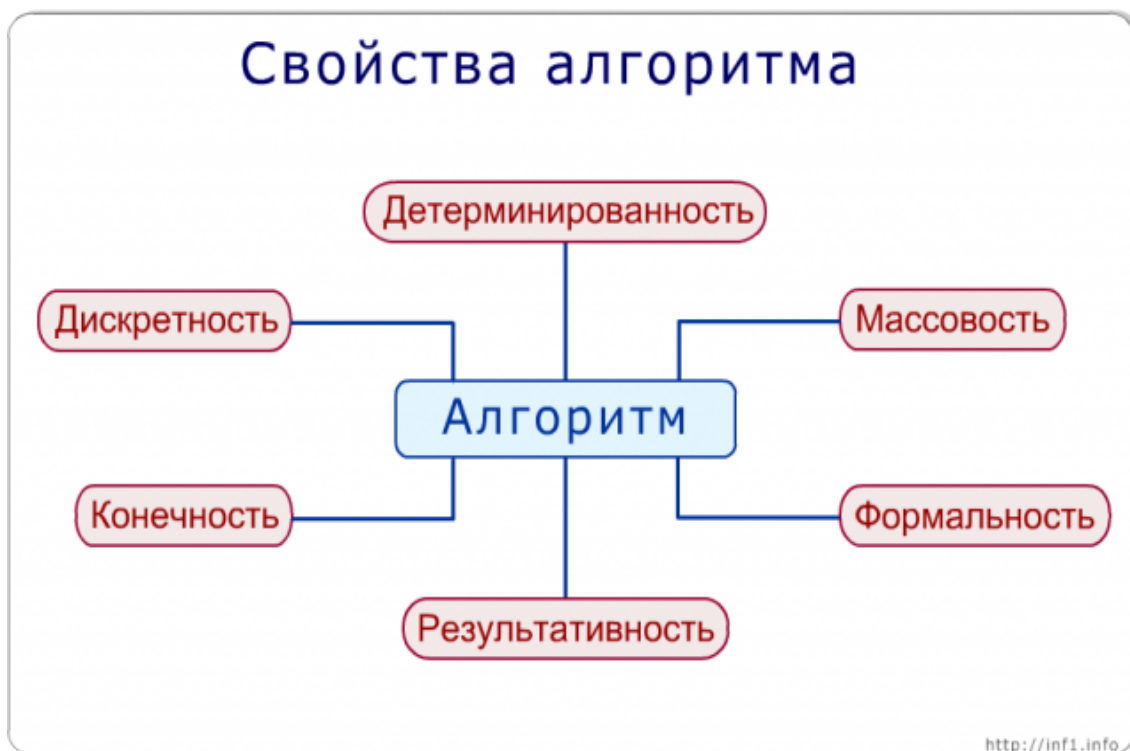 Свойства алгоритма
Детерминированность
Дискретность
Массовость
Алгоритм
Конечность
Формальность
Результативность
http://inf1.info